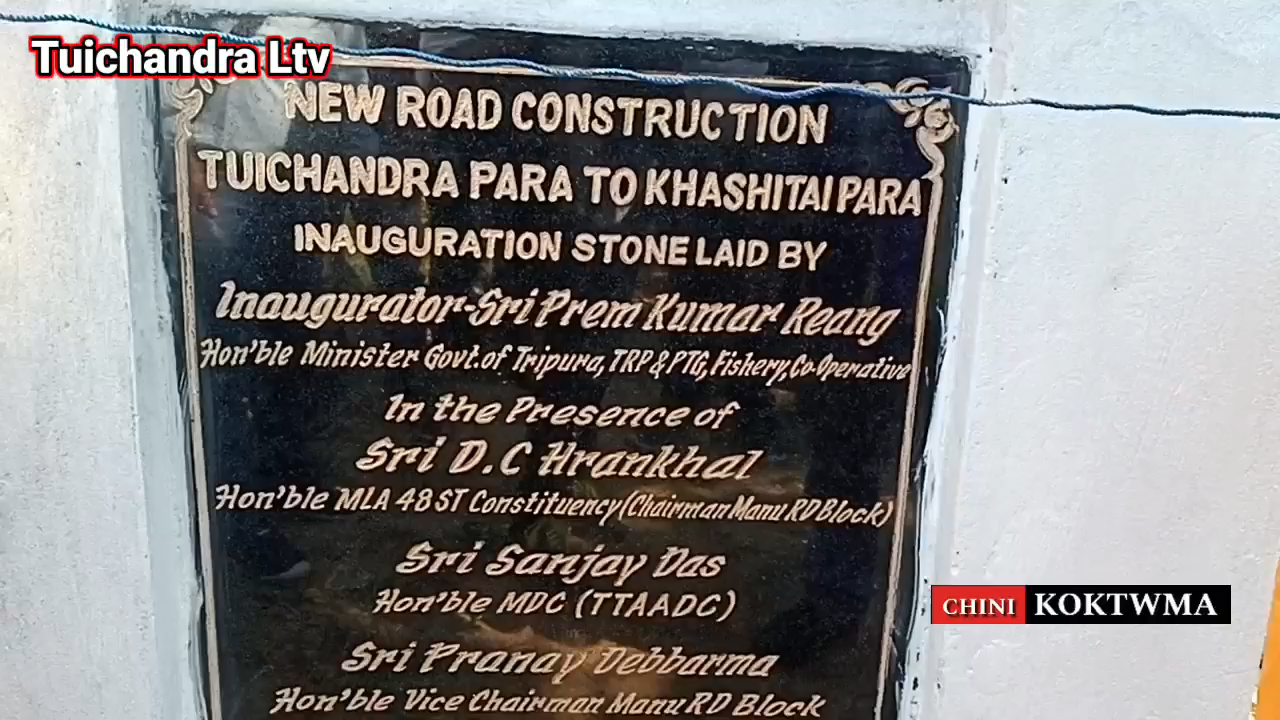 Tuichandra Ltv
NEW ROAD CONSTRUCTION
TUICHANDRA PARA TO KHASHITAI PARA
INAUGURATION STONE LAID BY
Inaugurator-Sri Prem Kumar Reang
Hon'ble Minister Govt. of Tripura, TRP & PTG, Fishery, Co-Operative
In the Presence of
Sri D.C Hrankhal
Hon'ble MLA 48 ST Constituency (Chairman Manu RD Block)
Sri Sanjay Das
Hon'ble MDC (TTAADC)
CHINI KOKTWMA
Sri Pranay Debbarma
Hon'ble Vice Chairman Manu RD Block